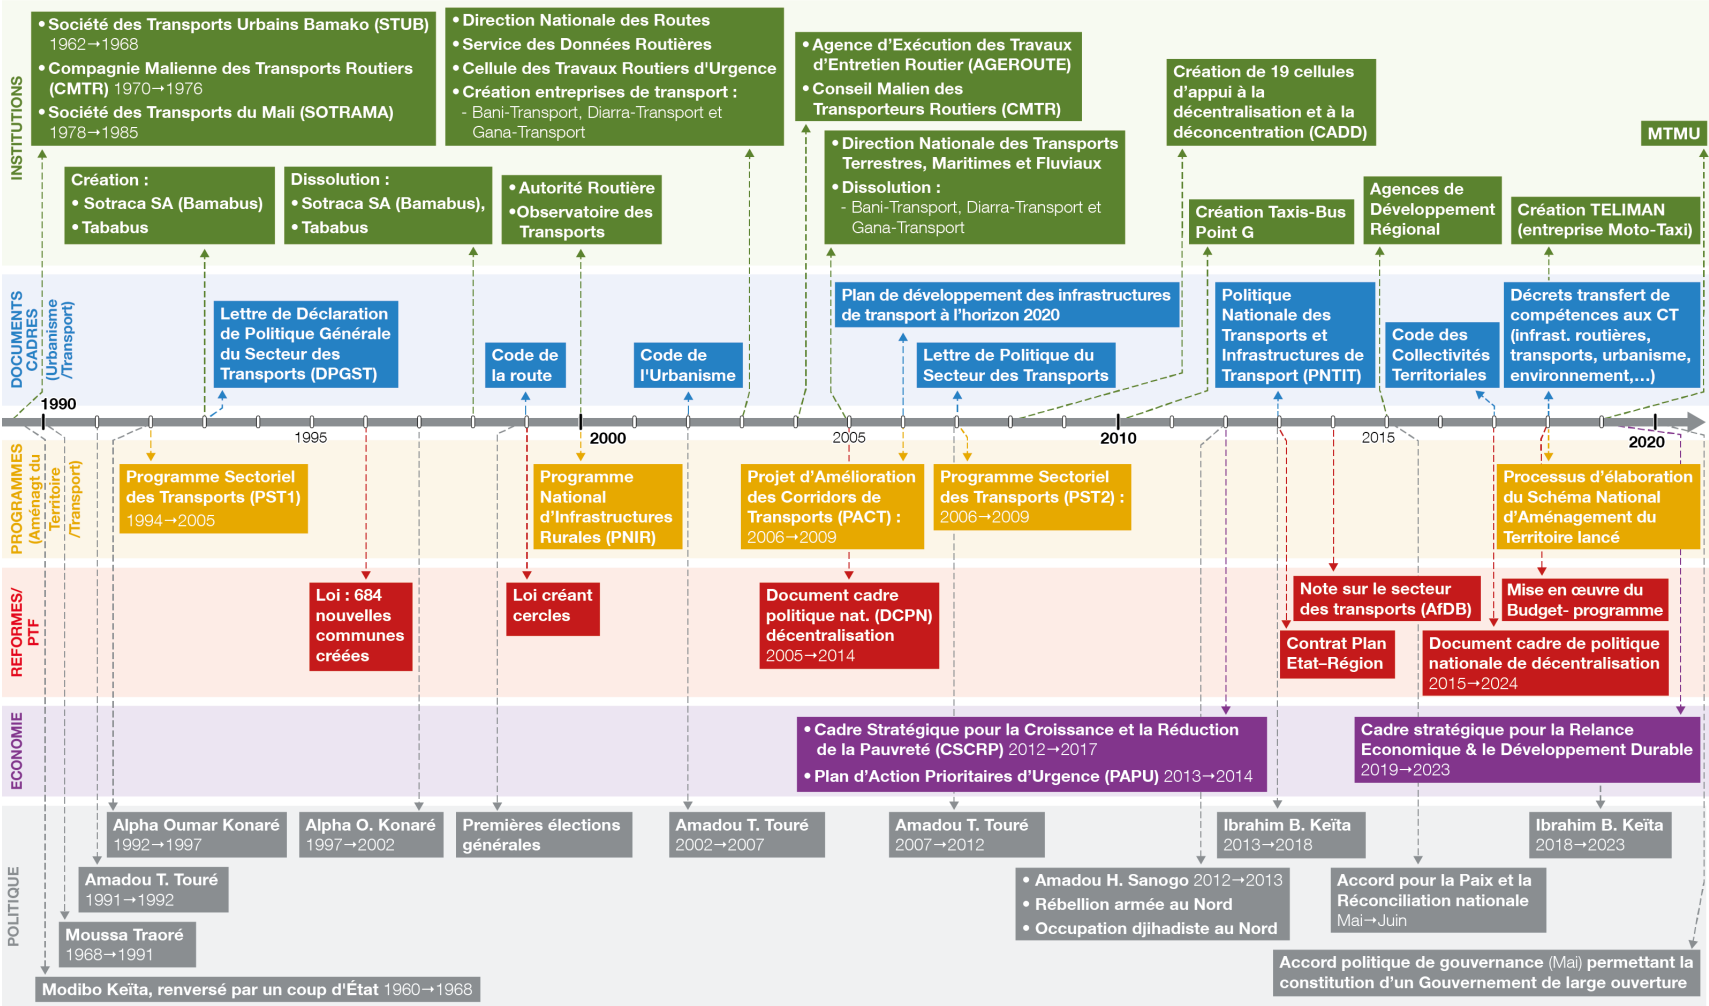 INSTITUTIONS
• Société des Transports Urbains Bamako (STUB)
1962→1968
• Compagnie Malienne des Transports Routiers
(CMTR) 1970→1976
• Société des Transports du Mali (SOTRAMA)
1978→1985
• Direction Nationale des Routes
• Service des Données Routières
• Cellule des Travaux Routiers d'Urgence
• Création entreprises de transport :
- Bani-Transport, Diarra-Transport et
Gana-Transport
• Agence d’Exécution des Travaux
d’Entretien Routier (AGEROUTE)
• Conseil Malien des
Transporteurs Routiers (CMTR)
Création de 19 cellules
d’appui à la
décentralisation et à la
déconcentration (CADD)
MTMU
Création :
• Sotraca SA (Bamabus)
• Tababus
Dissolution :
• Sotraca SA (Bamabus),
• Tababus
• Autorité Routière
•Observatoire des
Transports
• Direction Nationale des Transports
Terrestres, Maritimes et Fluviaux
• Dissolution :
- Bani-Transport, Diarra-Transport et
Gana-Transport
Création Taxis-Bus
Point G
Agences de
Développement
Régional
Création TELIMAN
(entreprise Moto-Taxi)
DOCUMENTS
CADRES
(Urbanisme
/Transport)
Lettre de Déclaration
de Politique Générale
du Secteur des
Transports (DPGST)
Code de
la route
Code de
l'Urbanisme
Plan de développement des infrastructures
de transport à l’horizon 2020
Lettre de Politique du
Secteur des Transports
Politique
Nationale des
Transports et
Infrastructures de
Transport (PNTIT)
Code des
Collectivités
Territoriales
Décrets transfert de
compétences aux CT
(infrast. routières,
transports, urbanisme,
environnement,…)
1990
1995
2000
2005
2010
2015
2020
PROGRAMMES
(Aménagt du
Territoire
/Transport)
Programme Sectoriel
des Transports (PST1)
1994→2005
Programme
National
d’Infrastructures
Rurales (PNIR)
Projet d’Amélioration
des Corridors de
Transports (PACT) :
2006→2009
Programme Sectoriel
des Transports (PST2) :
2006→2009
Processus d’élaboration
du Schéma National
d’Aménagement du
Territoire lancé
REFORMES/
PTF
Loi : 684
nouvelles
communes
créées
Loi créant
cercles
Document cadre
politique nat. (DCPN)
décentralisation
2005→2014
Note sur le secteur
des transports (AfDB)
Mise en œuvre du
Budget- programme
Contrat Plan
Etat–Région
Document cadre de politique
nationale de décentralisation
2015→2024
ECONOMIE
• Cadre Stratégique pour la Croissance et la Réduction
de la Pauvreté (CSCRP) 2012→2017
• Plan d’Action Prioritaires d’Urgence (PAPU) 2013→2014
Cadre stratégique pour la Relance
Economique & le Développement Durable
2019→2023
POLITIQUE
Alpha Oumar Konaré
1992→1997
Alpha O. Konaré
1997→2002
Premières élections
générales
Amadou T. Touré
2002→2007
Amadou T. Touré
2007→2012
Ibrahim B. Keïta
2013→2018
Ibrahim B. Keïta
2018→2023
Amadou T. Touré
1991→1992
• Amadou H. Sanogo 2012→2013
• Rébellion armée au Nord
• Occupation djihadiste au Nord
Accord pour la Paix et la
Réconciliation nationale
Mai→Juin
Moussa Traoré
1968→1991
Accord politique de gouvernance (Mai) permettant la
constitution d’un Gouvernement de large ouverture
Modibo Keïta, renversé par un coup d'État 1960→1968